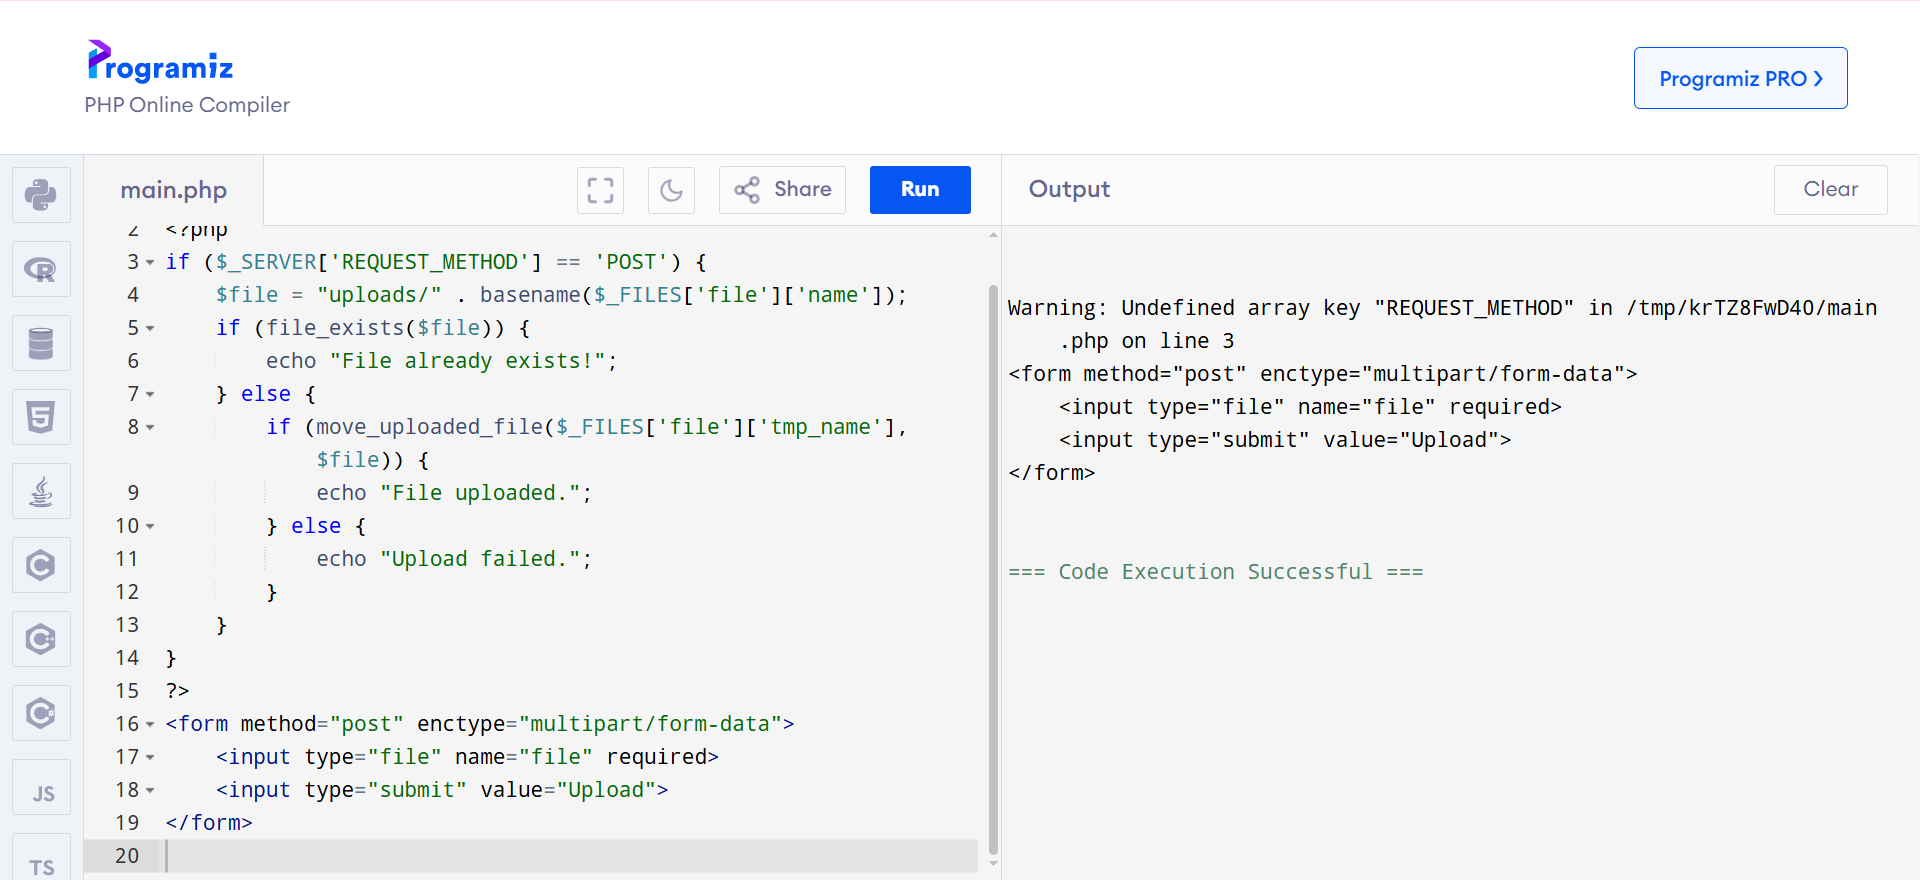 Programiz
PHP Online Compiler
Programiz PRO ❯
main.php
Share
Run
Output
Clear
2 <?php
3 if ($_SERVER['REQUEST_METHOD'] == 'POST') {
4     $file = "uploads/" . basename($_FILES['file']['name']);
5     if (file_exists($file)) {
6         echo "File already exists!";
7     } else {
8         if (move_uploaded_file($_FILES['file']['tmp_name'],
            $file)) {
9             echo "File uploaded.";
10         } else {
11             echo "Upload failed.";
12         }
13     }
14 }
15 ?>
16 <form method="post" enctype="multipart/form-data">
17     <input type="file" name="file" required>
18     <input type="submit" value="Upload">
19 </form>
20
Warning: Undefined array key "REQUEST_METHOD" in /tmp/krTZ8FwD40/main
    .php on line 3
<form method="post" enctype="multipart/form-data">
    <input type="file" name="file" required>
    <input type="submit" value="Upload">
</form>
=== Code Execution Successful ===
R
5
C
C++
C#
JS
TS